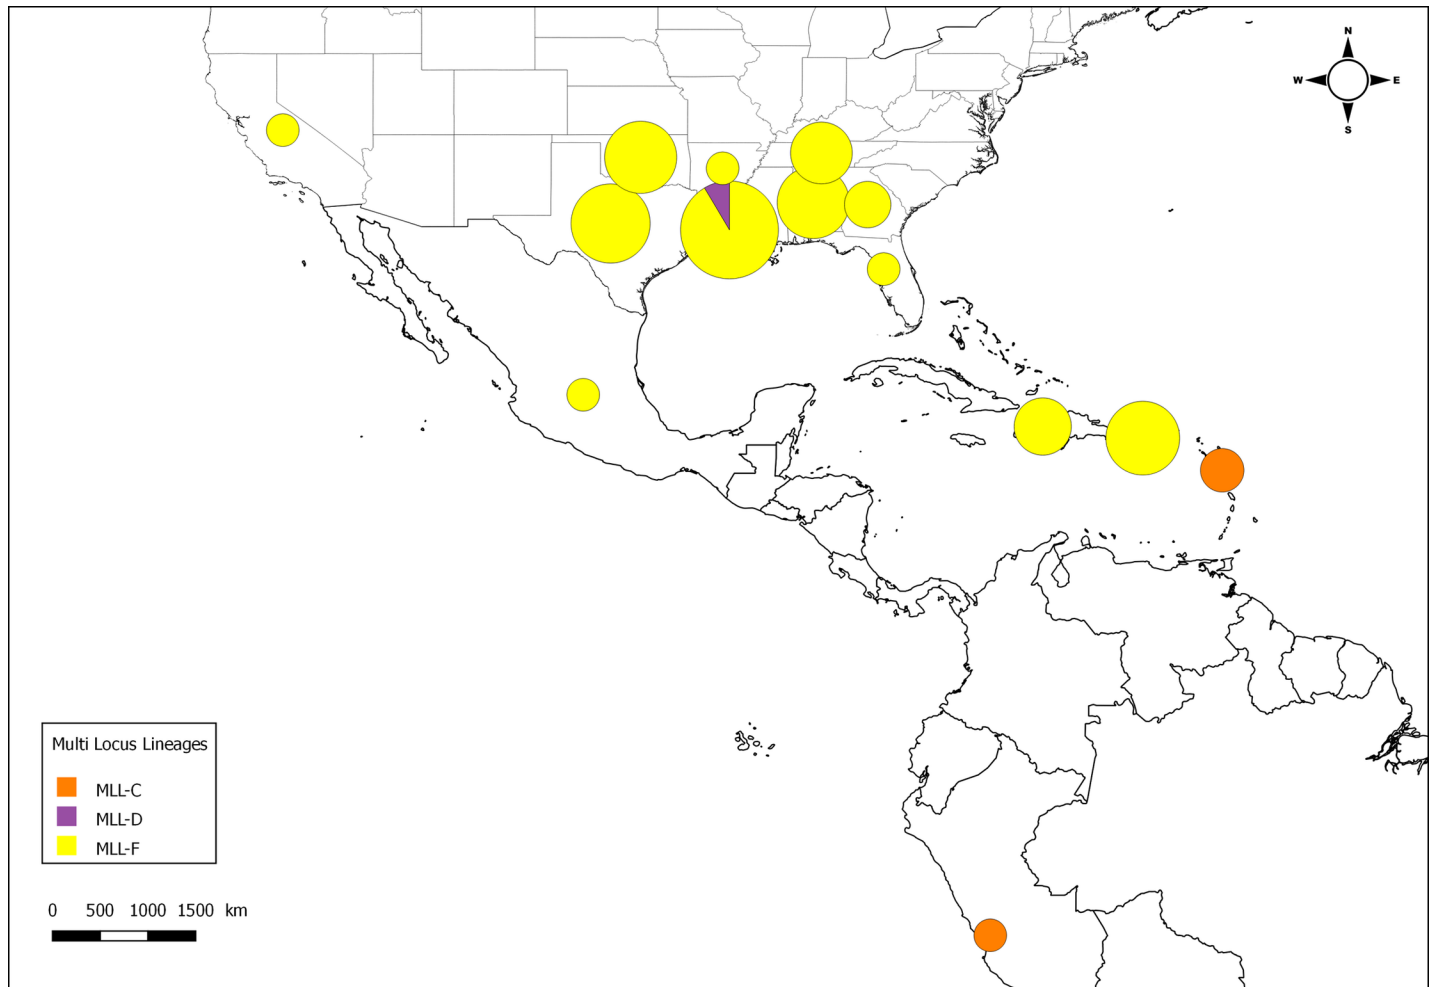 N
W E
S
Multi Locus Lineages
MLL-C
MLL-D
MLL-F
0 500 1000 1500 km